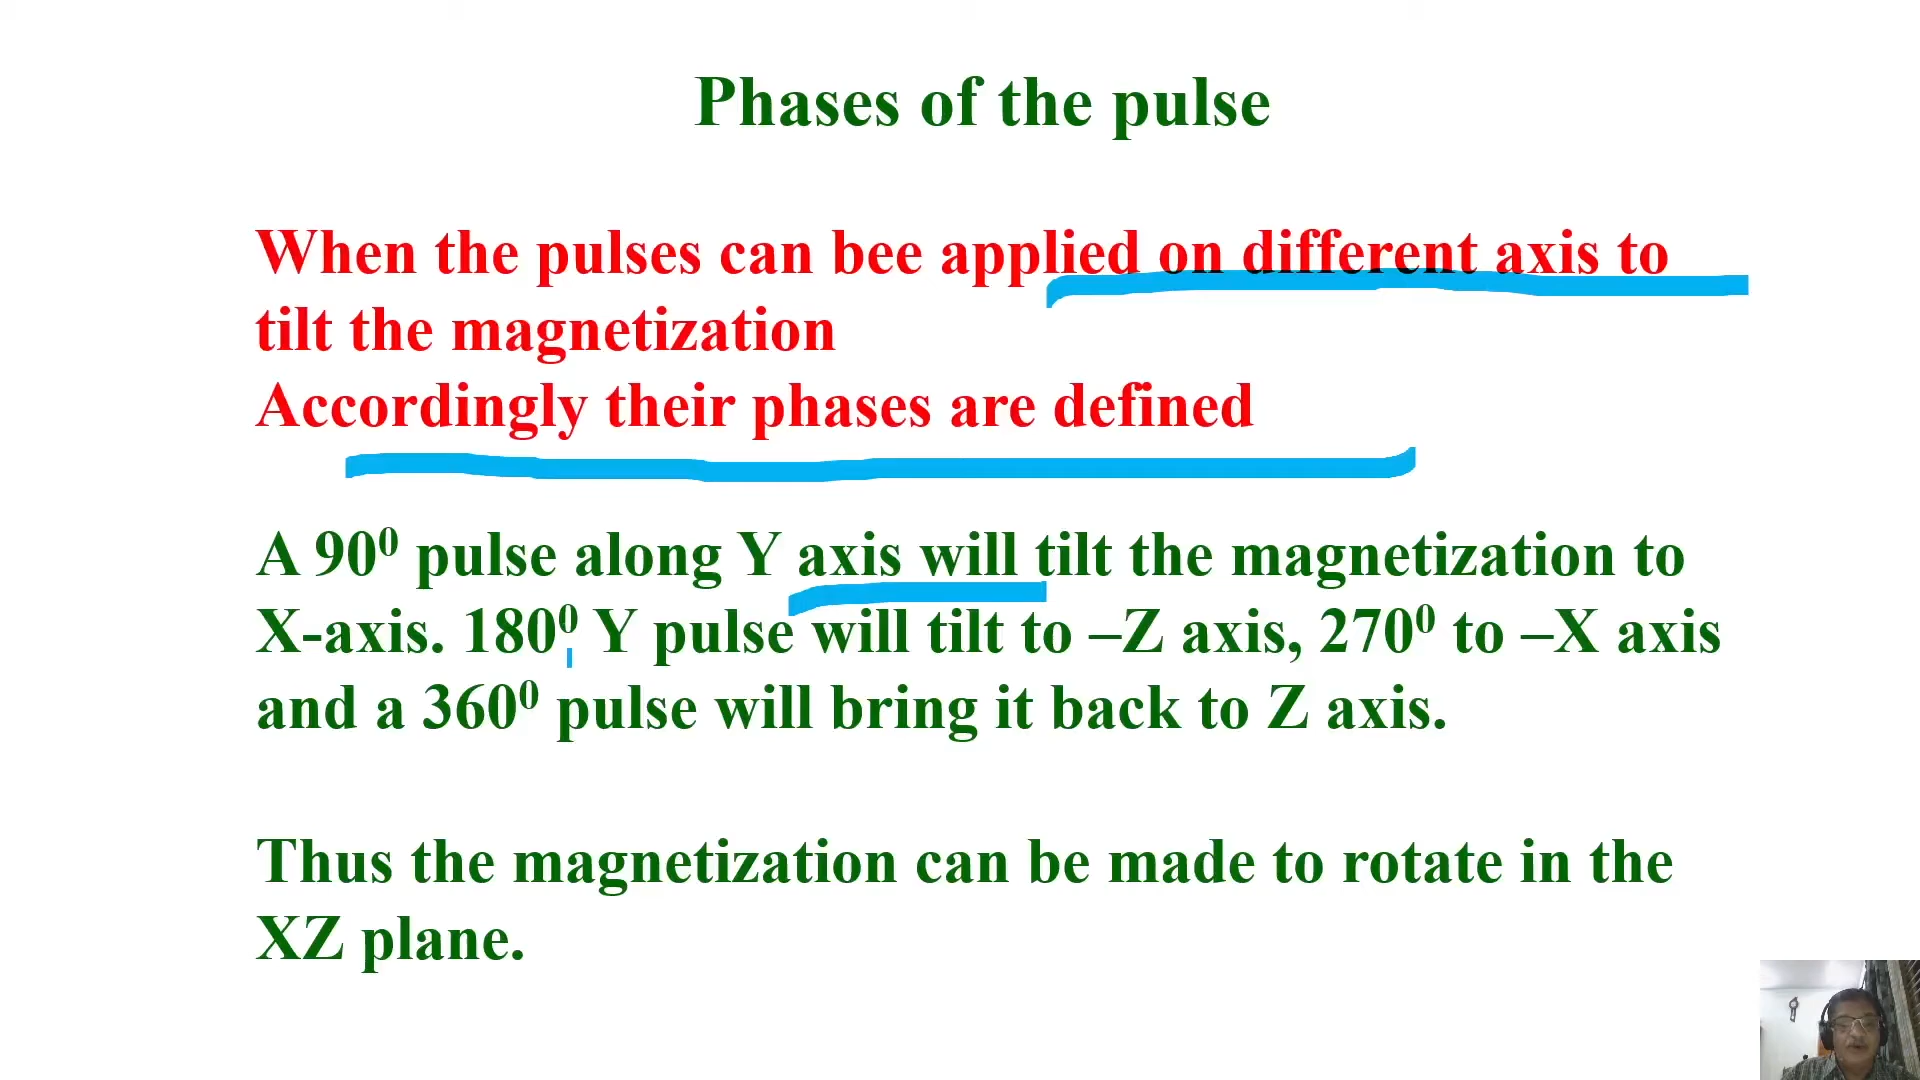 Phases of the pulse
When the pulses can bee applied on different axis to
tilt the magnetization
Accordingly their phases are defined
A 90⁰ pulse along Y axis will tilt the magnetization to
X-axis. 180⁰ Y pulse will tilt to –Z axis, 270⁰ to –X axis
and a 360⁰ pulse will bring it back to Z axis.
Thus the magnetization can be made to rotate in the
XZ plane.